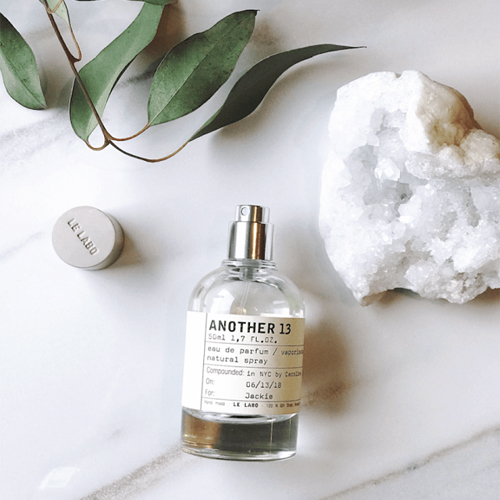 LE LABO
ANOTHER 13
50ml 1,7 FL.OZ.
eau de parfum /
natural spray
Compounded: in NYC by
On: 06/13/18
For: Jackie
LE LABO